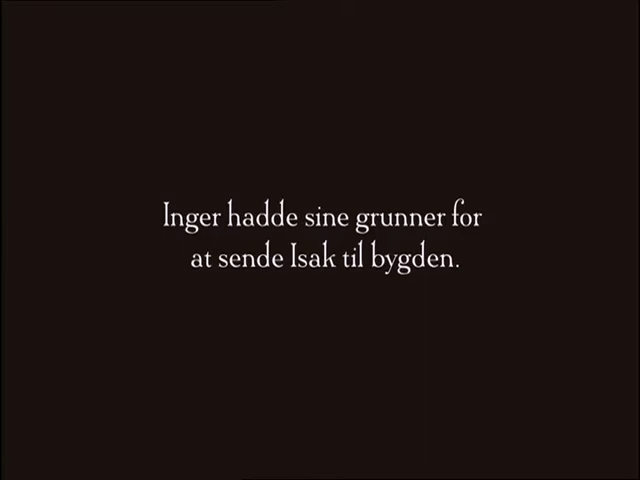 Inger hadde sine grunner for
at sende Isak til bygden.